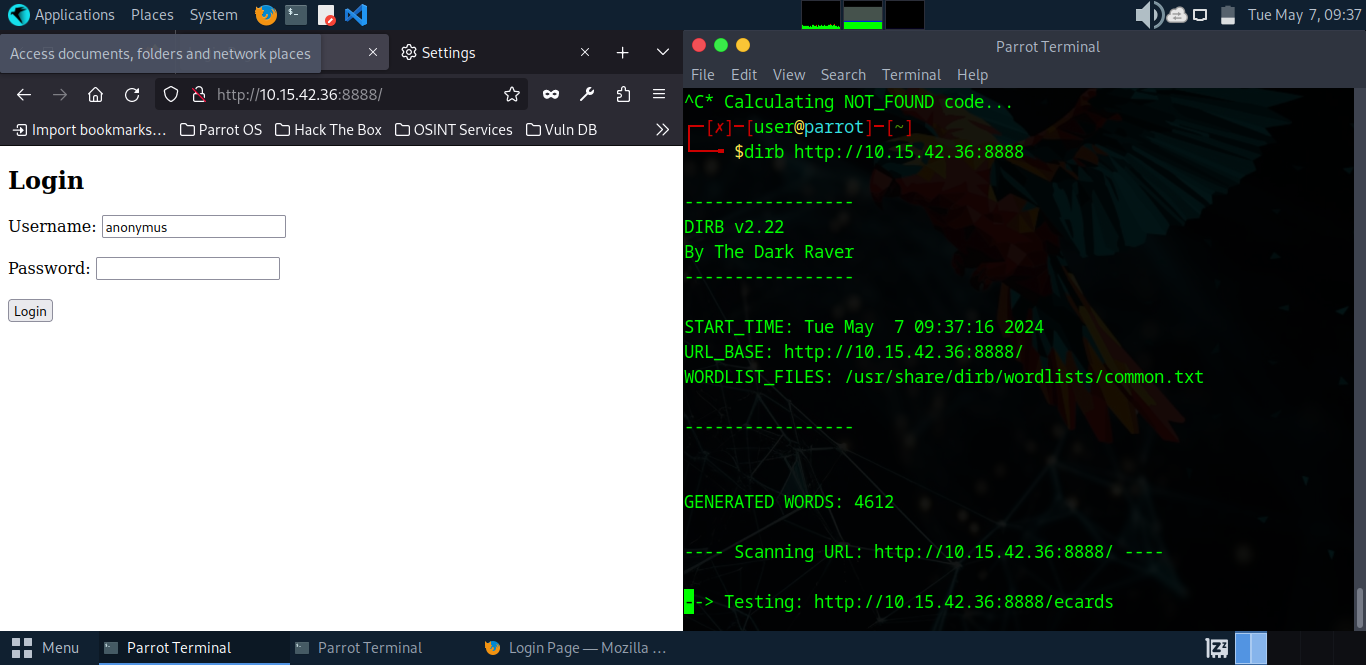 Applications Places System
Tue May 7, 09:37
Access documents, folders and network places
Settings
http://10.15.42.36:8888/
Import bookmarks... Parrot OS Hack The Box OSINT Services Vuln DB
Login
Username: anonymus
Password:
Login
Parrot Terminal
File Edit View Search Terminal Help
^C* Calculating NOT_FOUND code...
┌─[✗]─[user@parrot]─[~]
└──╼ $dirb http://10.15.42.36:8888
-----------------
DIRB v2.22
By The Dark Raver
-----------------
START_TIME: Tue May  7 09:37:16 2024
URL_BASE: http://10.15.42.36:8888/
WORDLIST_FILES: /usr/share/dirb/wordlists/common.txt
-----------------
GENERATED WORDS: 4612
---- Scanning URL: http://10.15.42.36:8888/ ----
--> Testing: http://10.15.42.36:8888/ecards
Menu Parrot Terminal Parrot Terminal Login Page — Mozilla ...